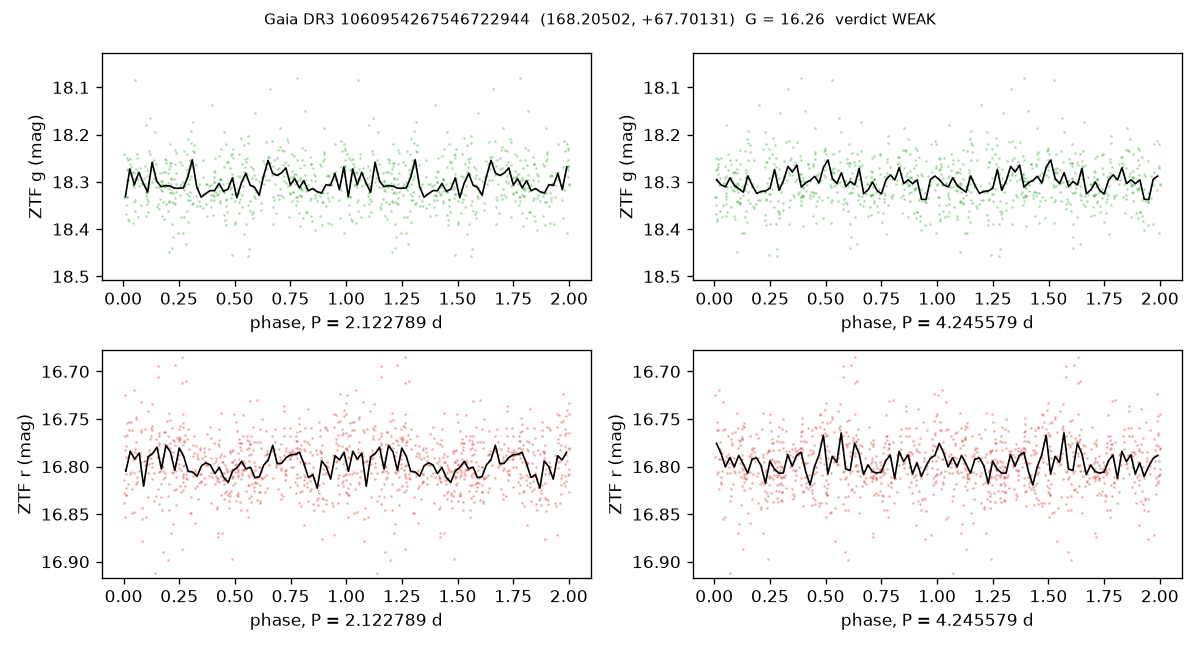 Gaia DR3 1060954267546722944  (168.20502, +67.70131)  G = 16.26  verdict WEAK
ZTF g (mag)
18.1
18.2
18.3
18.4
18.5
0.00 0.25 0.50 0.75 1.00 1.25 1.50 1.75 2.00
phase, P = 2.122789 d
ZTF g (mag)
18.1
18.2
18.3
18.4
18.5
0.00 0.25 0.50 0.75 1.00 1.25 1.50 1.75 2.00
phase, P = 4.245579 d
ZTF r (mag)
16.70
16.75
16.80
16.85
16.90
0.00 0.25 0.50 0.75 1.00 1.25 1.50 1.75 2.00
phase, P = 2.122789 d
ZTF r (mag)
16.70
16.75
16.80
16.85
16.90
0.00 0.25 0.50 0.75 1.00 1.25 1.50 1.75 2.00
phase, P = 4.245579 d